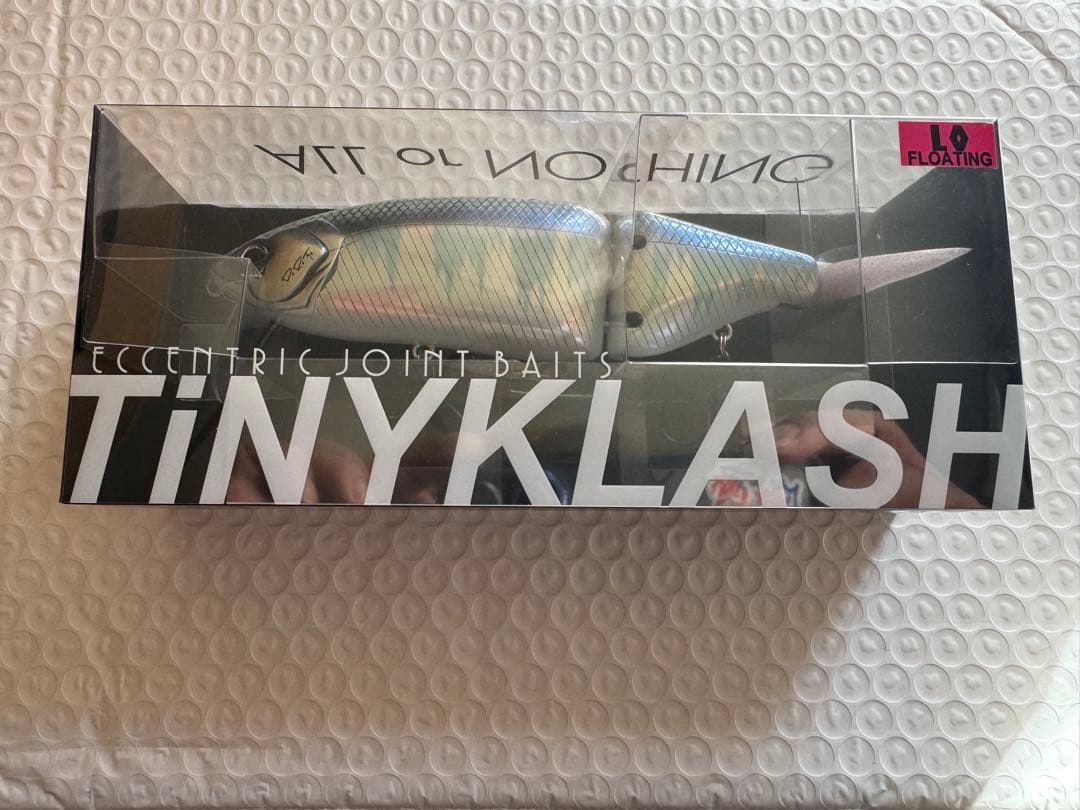 ALL or NOTHING
LO
FLOATING
ECCENTRIC JOINT BAITS
TiNYKLASH